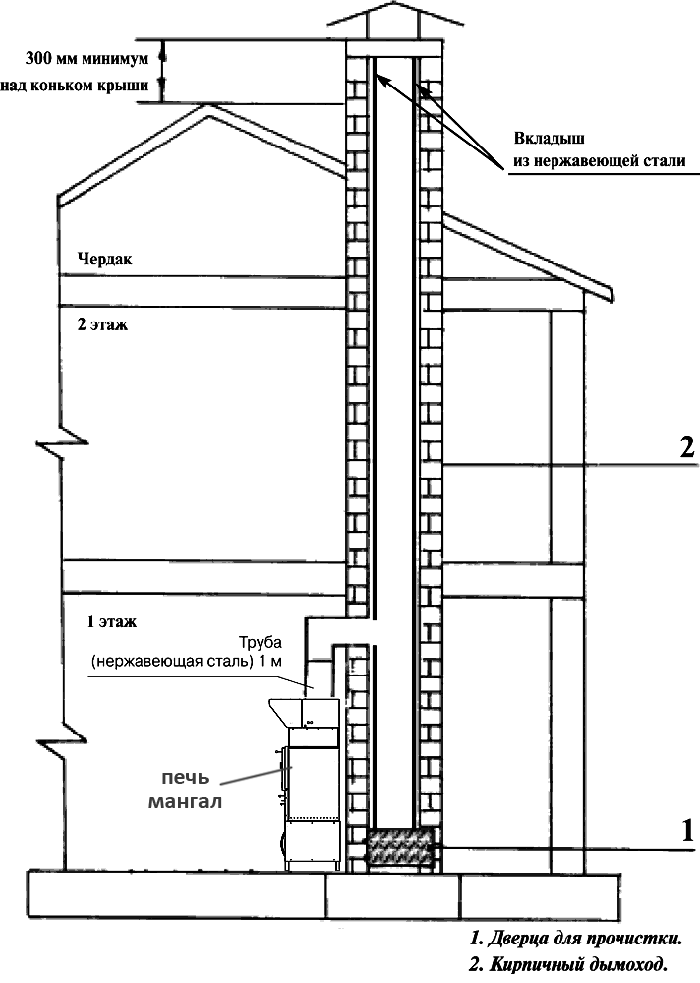 300 мм минимум
над коньком крыши
Вкладыш
из нержавеющей стали
Чердак
2 этаж
2
1 этаж
Труба
(нержавеющая сталь) 1 м
печь
мангал
1
1. Дверца для прочистки.
2. Кирпичный дымоход.